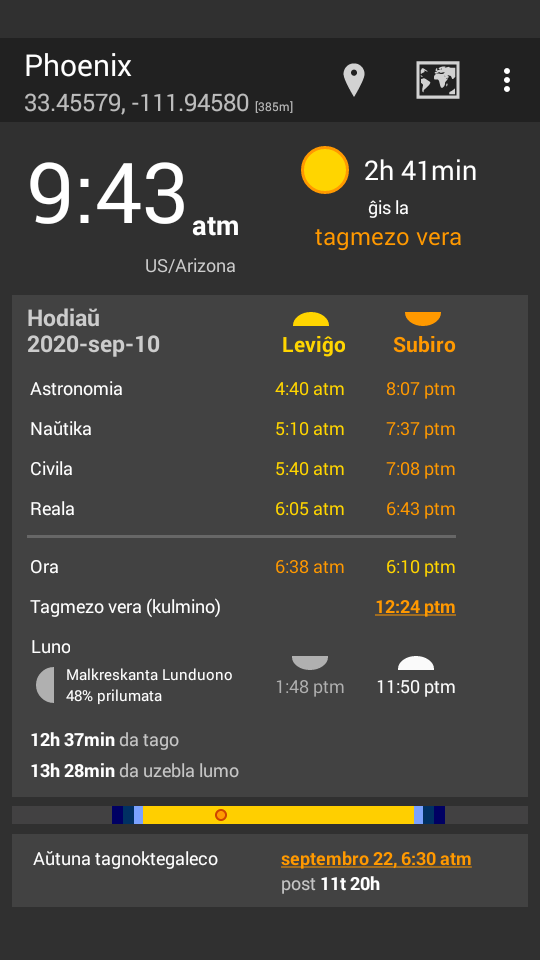 Phoenix
33.45579, -111.94580 [385m]
9:43 atm
US/Arizona
2h 41min
ĝis la
tagmezo vera
Hodiaŭ
2020-sep-10
Leviĝo Subiro
Astronomia 4:40 atm 8:07 ptm
Naŭtika 5:10 atm 7:37 ptm
Civila 5:40 atm 7:08 ptm
Reala 6:05 atm 6:43 ptm
Ora 6:38 atm 6:10 ptm
Tagmezo vera (kulmino) 12:24 ptm
Luno
Malkreskanta Lunduono
48% prilumata
1:48 ptm 11:50 ptm
12h 37min da tago
13h 28min da uzebla lumo
Aŭtuna tagnoktegaleco septembro 22, 6:30 atm
post 11t 20h